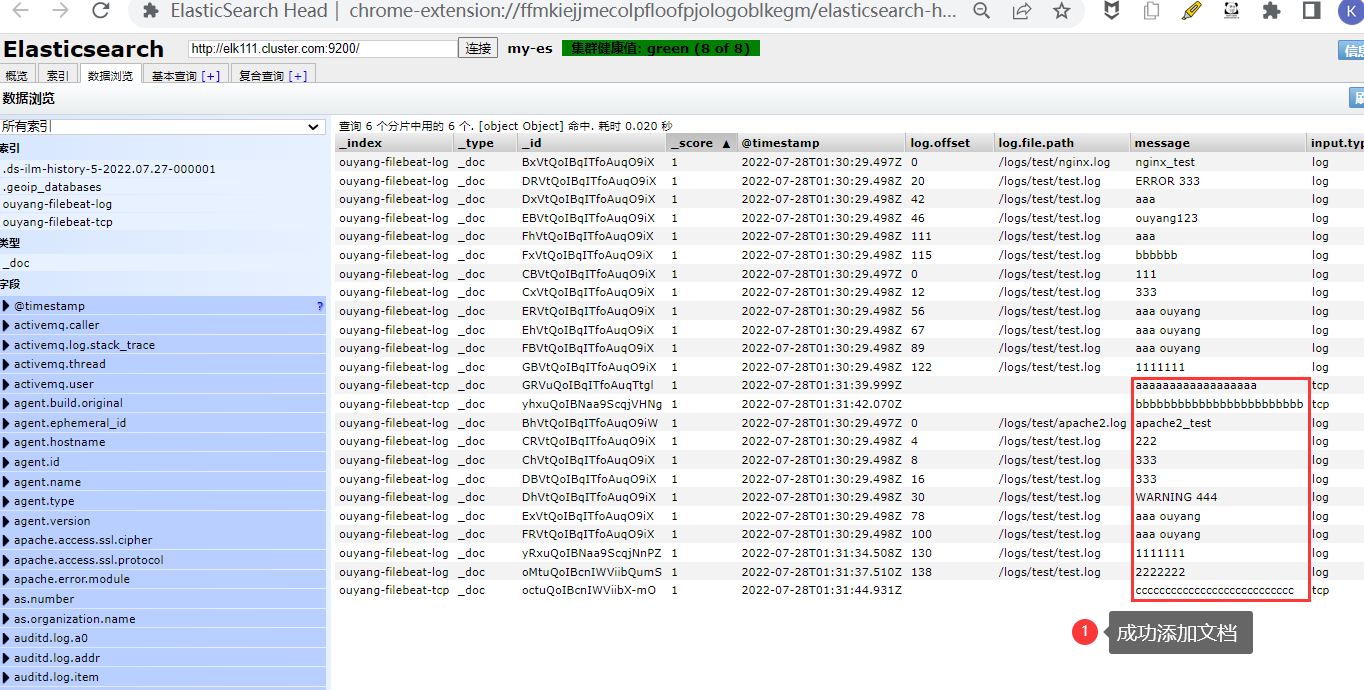 ElasticSearch Head | chrome-extension://ffmkiejjmecolpfloofpjologoblkegm/elasticsearch-h... K
Elasticsearch http://elk111.cluster.com:9200/ 连接 my-es 集群健康值: green (8 of 8) 信息
概览 索引 数据浏览 基本查询 [+] 复合查询 [+]
数据浏览
所有索引
索引
.ds-ilm-history-5-2022.07.27-000001
.geoip_databases
ouyang-filebeat-log
ouyang-filebeat-tcp
类型
_doc
字段
@timestamp ?
activemq.caller
activemq.log.stack_trace
activemq.thread
activemq.user
agent.build.original
agent.ephemeral_id
agent.hostname
agent.id
agent.name
agent.type
agent.version
apache.access.ssl.cipher
apache.access.ssl.protocol
apache.error.module
as.number
as.organization.name
auditd.log.a0
auditd.log.addr
auditd.log.item
查询 6 个分片中用的 6 个. [object Object] 命中. 耗时 0.020 秒
_index _type _id _score ▲ @timestamp log.offset log.file.path message input.typ
ouyang-filebeat-log _doc BxVtQoIBqITfoAuqO9iX 1 2022-07-28T01:30:29.497Z 0 /logs/test/nginx.log nginx_test log
ouyang-filebeat-log _doc DRVtQoIBqITfoAuqO9iX 1 2022-07-28T01:30:29.498Z 20 /logs/test/test.log ERROR 333 log
ouyang-filebeat-log _doc DxVtQoIBqITfoAuqO9iX 1 2022-07-28T01:30:29.498Z 42 /logs/test/test.log aaa log
ouyang-filebeat-log _doc EBVtQoIBqITfoAuqO9iX 1 2022-07-28T01:30:29.498Z 46 /logs/test/test.log ouyang123 log
ouyang-filebeat-log _doc FhVtQoIBqITfoAuqO9iX 1 2022-07-28T01:30:29.498Z 111 /logs/test/test.log aaa log
ouyang-filebeat-log _doc FxVtQoIBqITfoAuqO9iX 1 2022-07-28T01:30:29.498Z 115 /logs/test/test.log bbbbbb log
ouyang-filebeat-log _doc CBVtQoIBqITfoAuqO9iX 1 2022-07-28T01:30:29.497Z 0 /logs/test/test.log 111 log
ouyang-filebeat-log _doc CxVtQoIBqITfoAuqO9iX 1 2022-07-28T01:30:29.498Z 12 /logs/test/test.log 333 log
ouyang-filebeat-log _doc ERVtQoIBqITfoAuqO9iX 1 2022-07-28T01:30:29.498Z 56 /logs/test/test.log aaa ouyang log
ouyang-filebeat-log _doc EhVtQoIBqITfoAuqO9iX 1 2022-07-28T01:30:29.498Z 67 /logs/test/test.log aaa ouyang log
ouyang-filebeat-log _doc FBVtQoIBqITfoAuqO9iX 1 2022-07-28T01:30:29.498Z 89 /logs/test/test.log aaa ouyang log
ouyang-filebeat-log _doc GBVtQoIBqITfoAuqO9iX 1 2022-07-28T01:30:29.498Z 122 /logs/test/test.log 1111111 log
ouyang-filebeat-tcp _doc GRVuQoIBqITfoAuqTtgl 1 2022-07-28T01:31:39.999Z aaaaaaaaaaaaaaaaaa tcp
ouyang-filebeat-tcp _doc yhxuQoIBNaa9ScqjVHNg 1 2022-07-28T01:31:42.070Z bbbbbbbbbbbbbbbbbbbbbbbb tcp
ouyang-filebeat-log _doc BhVtQoIBqITfoAuqO9iW 1 2022-07-28T01:30:29.497Z 0 /logs/test/apache2.log apache2_test log
ouyang-filebeat-log _doc CRVtQoIBqITfoAuqO9iX 1 2022-07-28T01:30:29.498Z 4 /logs/test/test.log 222 log
ouyang-filebeat-log _doc ChVtQoIBqITfoAuqO9iX 1 2022-07-28T01:30:29.498Z 8 /logs/test/test.log 333 log
ouyang-filebeat-log _doc DBVtQoIBqITfoAuqO9iX 1 2022-07-28T01:30:29.498Z 16 /logs/test/test.log 333 log
ouyang-filebeat-log _doc DhVtQoIBqITfoAuqO9iX 1 2022-07-28T01:30:29.498Z 30 /logs/test/test.log WARNING 444 log
ouyang-filebeat-log _doc ExVtQoIBqITfoAuqO9iX 1 2022-07-28T01:30:29.498Z 78 /logs/test/test.log aaa ouyang log
ouyang-filebeat-log _doc FRVtQoIBqITfoAuqO9iX 1 2022-07-28T01:30:29.498Z 100 /logs/test/test.log aaa ouyang log
ouyang-filebeat-log _doc yRxuQoIBNaa9ScqjNnPZ 1 2022-07-28T01:31:34.508Z 130 /logs/test/test.log 1111111 log
ouyang-filebeat-log _doc oMtuQoIBcnIWViibQumS 1 2022-07-28T01:31:37.510Z 138 /logs/test/test.log 2222222 log
ouyang-filebeat-tcp _doc octuQoIBcnIWViibX-mO 1 2022-07-28T01:31:44.931Z cccccccccccccccccccccccccc tcp
1 成功添加文档